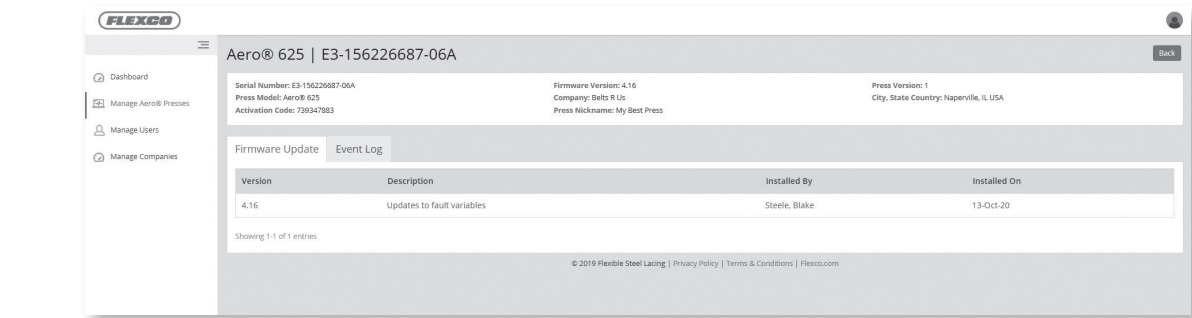 FLEXCO
Aero® 625 | E3-156226687-06A
Back
Dashboard
Manage Aero® Presses
Manage Users
Manage Companies
Serial Number: E3-156226687-06A
Press Model: Aero® 625
Activation Code: 739347883
Firmware Version: 4.16
Company: Belts R Us
Press Nickname: My Best Press
Press Version: 1
City, State Country: Naperville, IL USA
Firmware Update Event Log
Version Description Installed By Installed On
4.16 Updates to fault variables Steele, Blake 13-Oct-20
Showing 1-1 of 1 entries
© 2019 Flexible Steel Lacing | Privacy Policy | Terms & Conditions | Flexco.com